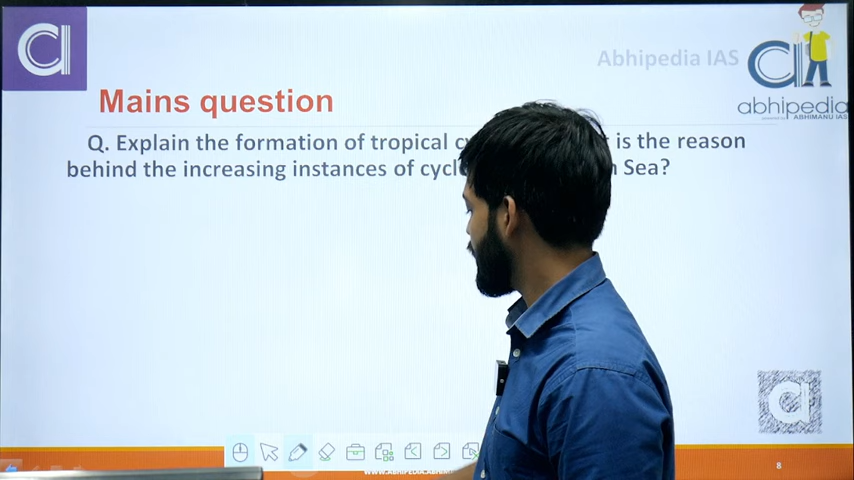 Abhipedia IAS
abhipedia
ABHIMANU IAS
Mains question
Q. Explain the formation of tropical is the reason
behind the increasing instances of Sea?
8